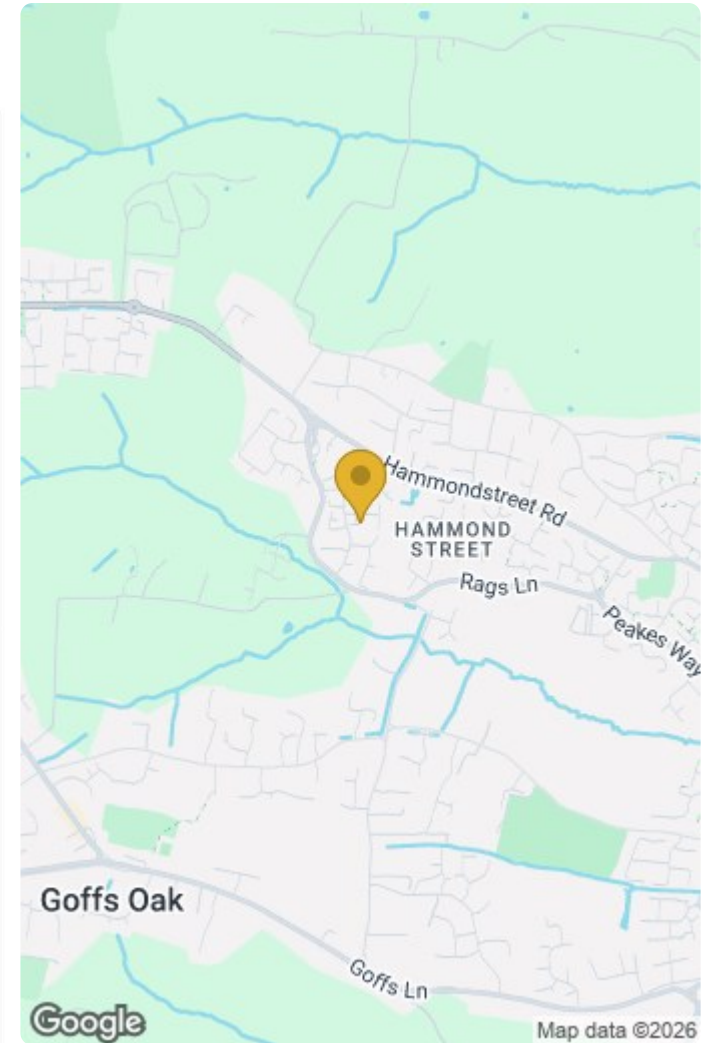 Hammondstreet Rd
HAMMOND
STREET
Rags Ln
Peakes Way
Goffs Oak
Goffs Ln
Google
Map data ©2026